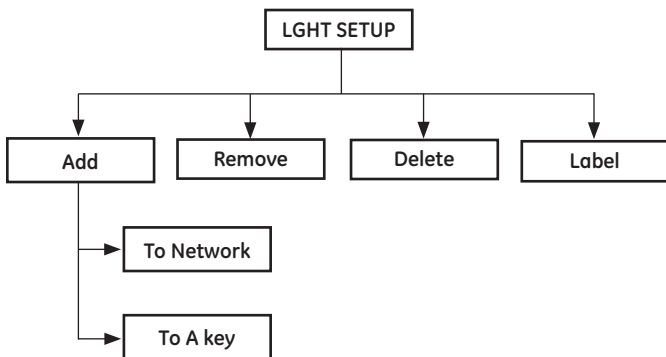 LGHT SETUP
Add
Remove
Delete
Label
To Network
To A key